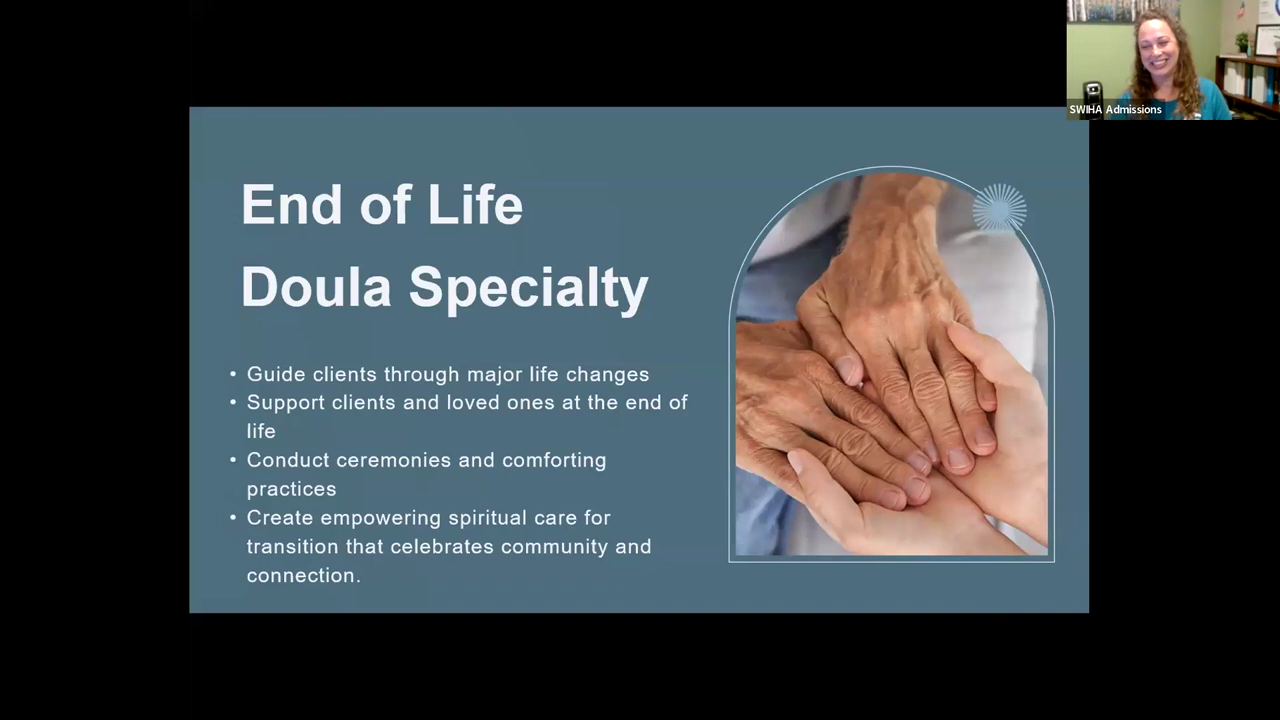 SWIHA Admissions
End of Life
Doula Specialty
• Guide clients through major life changes
• Support clients and loved ones at the end of
life
• Conduct ceremonies and comforting
practices
• Create empowering spiritual care for
transition that celebrates community and
connection.